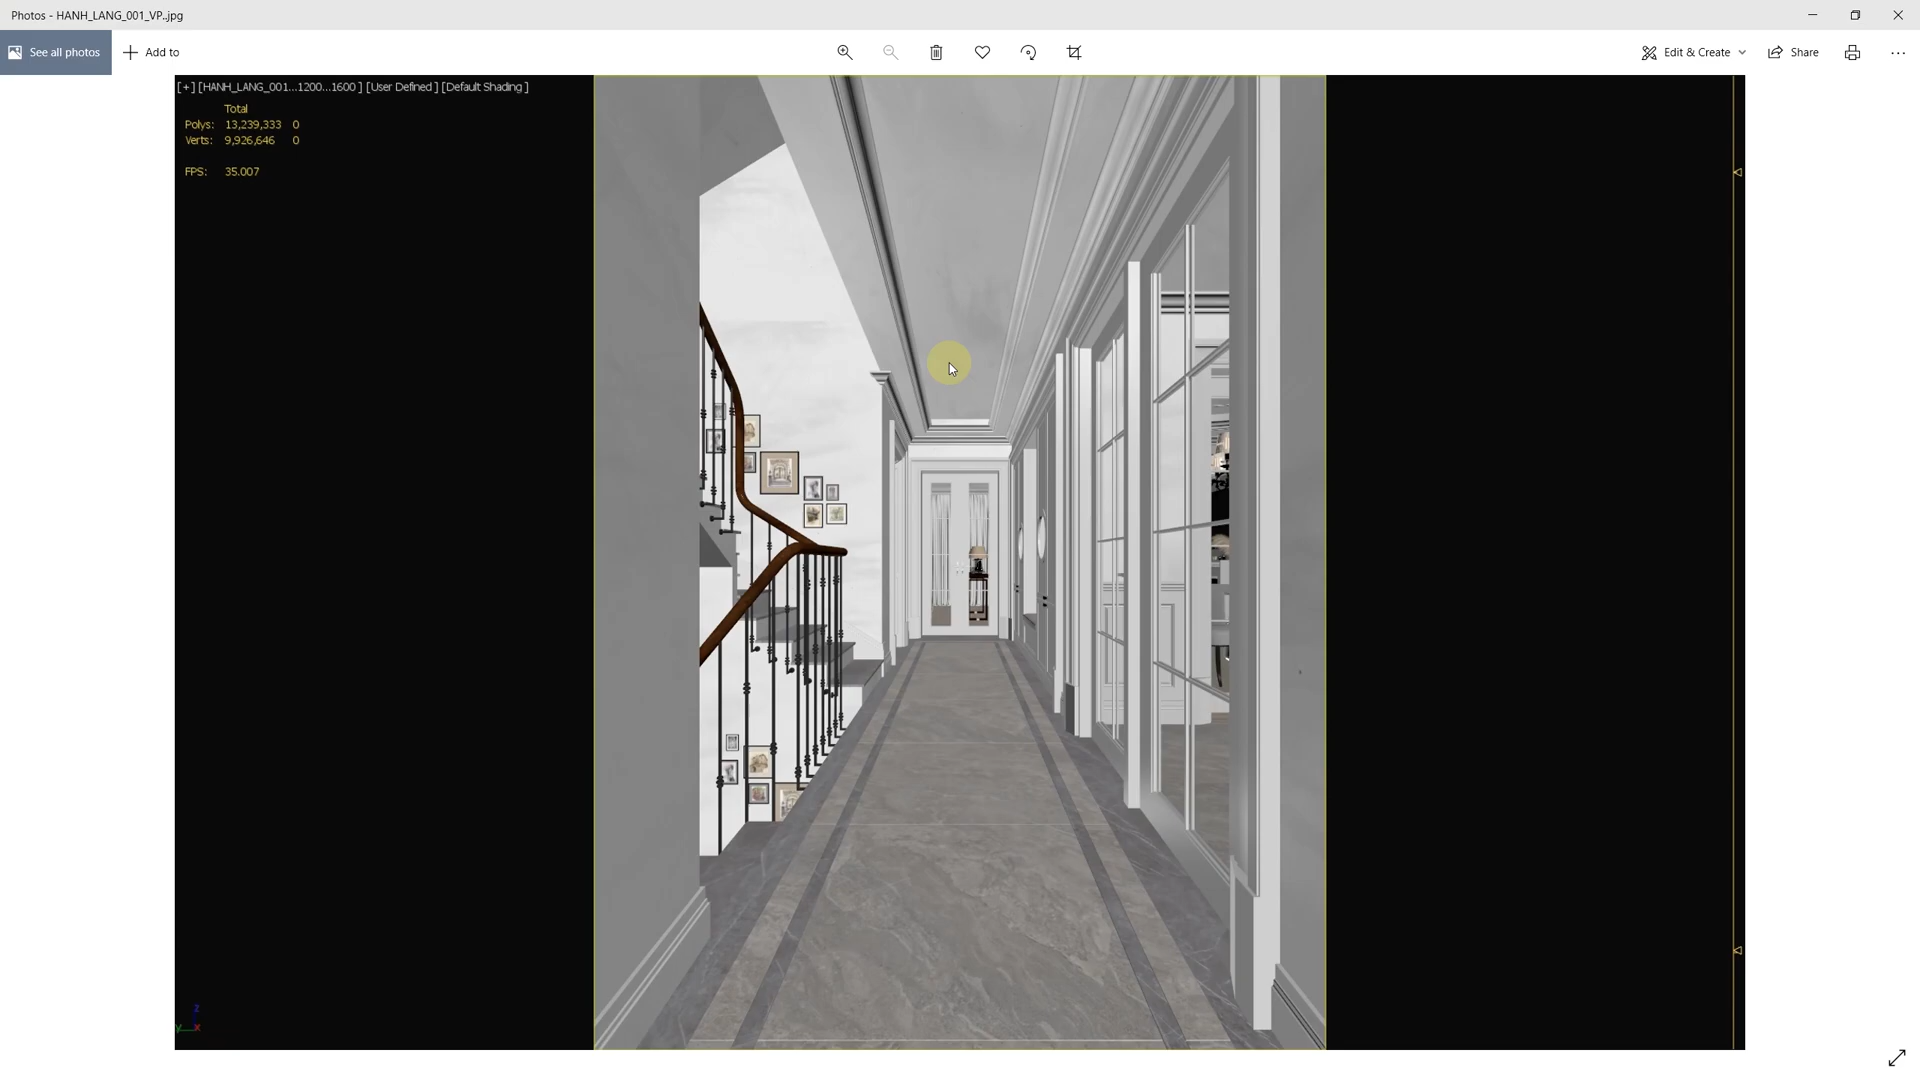 Photos - HANH_LANG_001_VP..jpg
See all photos
Add to
Edit & Create
Share
[+] [HANH_LANG_001...1200...1600 ] [User Defined ] [Default Shading ]
Total
Polys: 13,239,333 0
Verts: 9,926,646 0
FPS: 35.007
z
y x